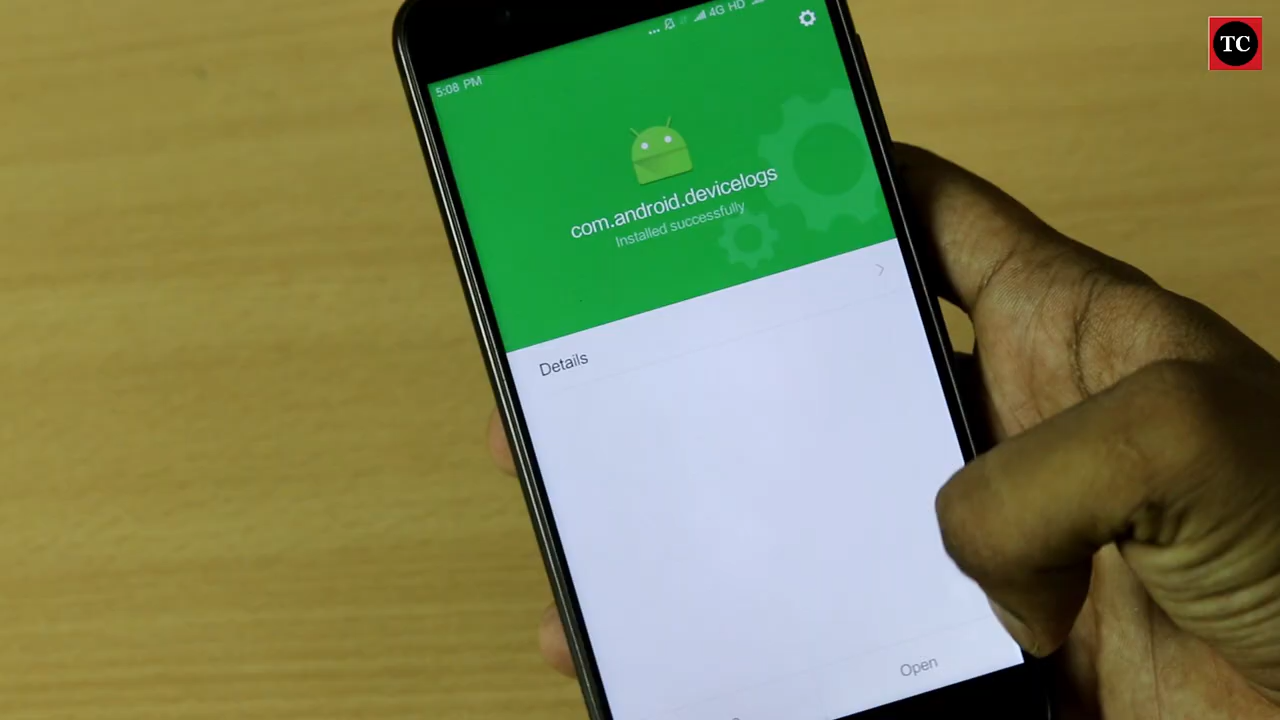 TC
... 4G HD
5:08 PM
com.android.devicelogs
Installed successfully
Details
Open